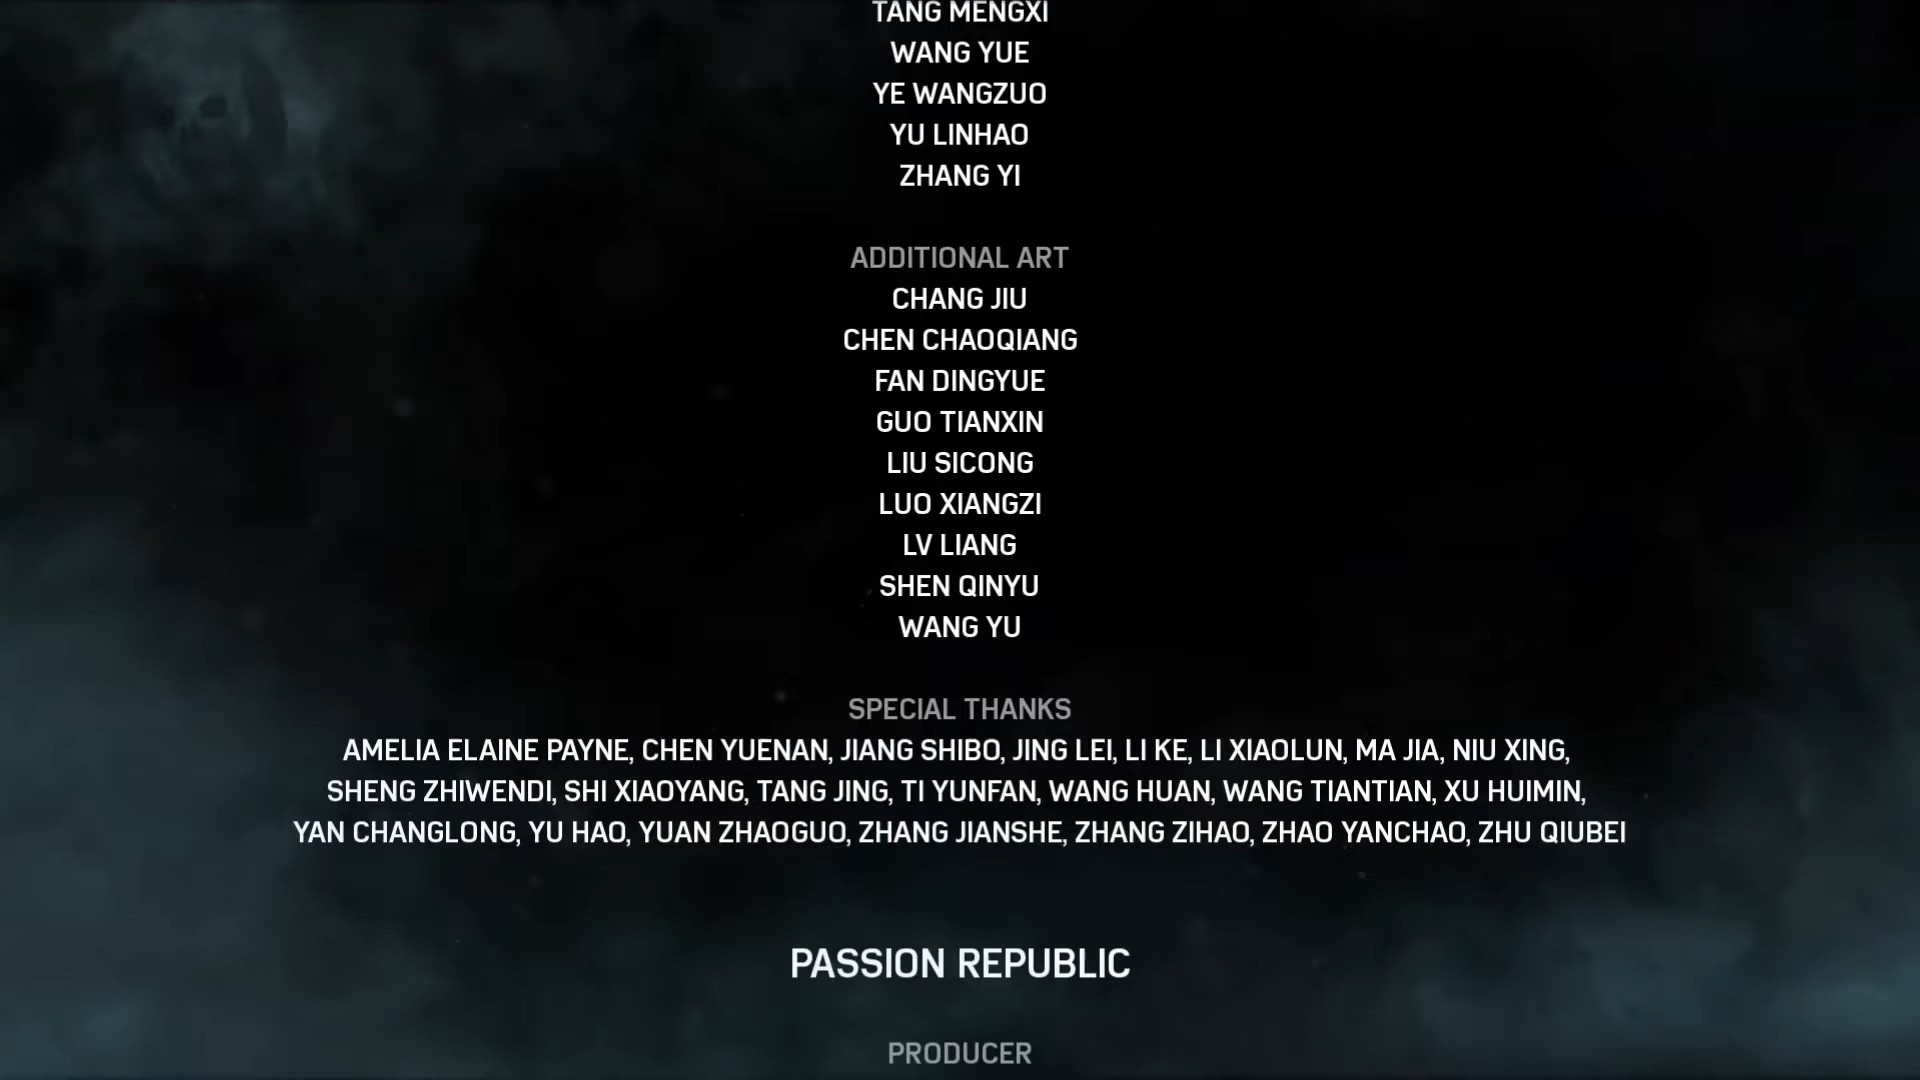 TANG MENGXI
WANG YUE
YE WANGZUO
YU LINHAO
ZHANG YI
ADDITIONAL ART
CHANG JIU
CHEN CHAOQIANG
FAN DINGYUE
GUO TIANXIN
LIU SICONG
LUO XIANGZI
LV LIANG
SHEN QINYU
WANG YU
SPECIAL THANKS
AMELIA ELAINE PAYNE, CHEN YUENAN, JIANG SHIBO, JING LEI, LI KE, LI XIAOLUN, MA JIA, NIU XING,
SHENG ZHIWENDI, SHI XIAOYANG, TANG JING, TI YUNFAN, WANG HUAN, WANG TIANTIAN, XU HUIMIN,
YAN CHANGLONG, YU HAO, YUAN ZHAOGUO, ZHANG JIANSHE, ZHANG ZIHAO, ZHAO YANCHAO, ZHU QIUBEI
PASSION REPUBLIC
PRODUCER